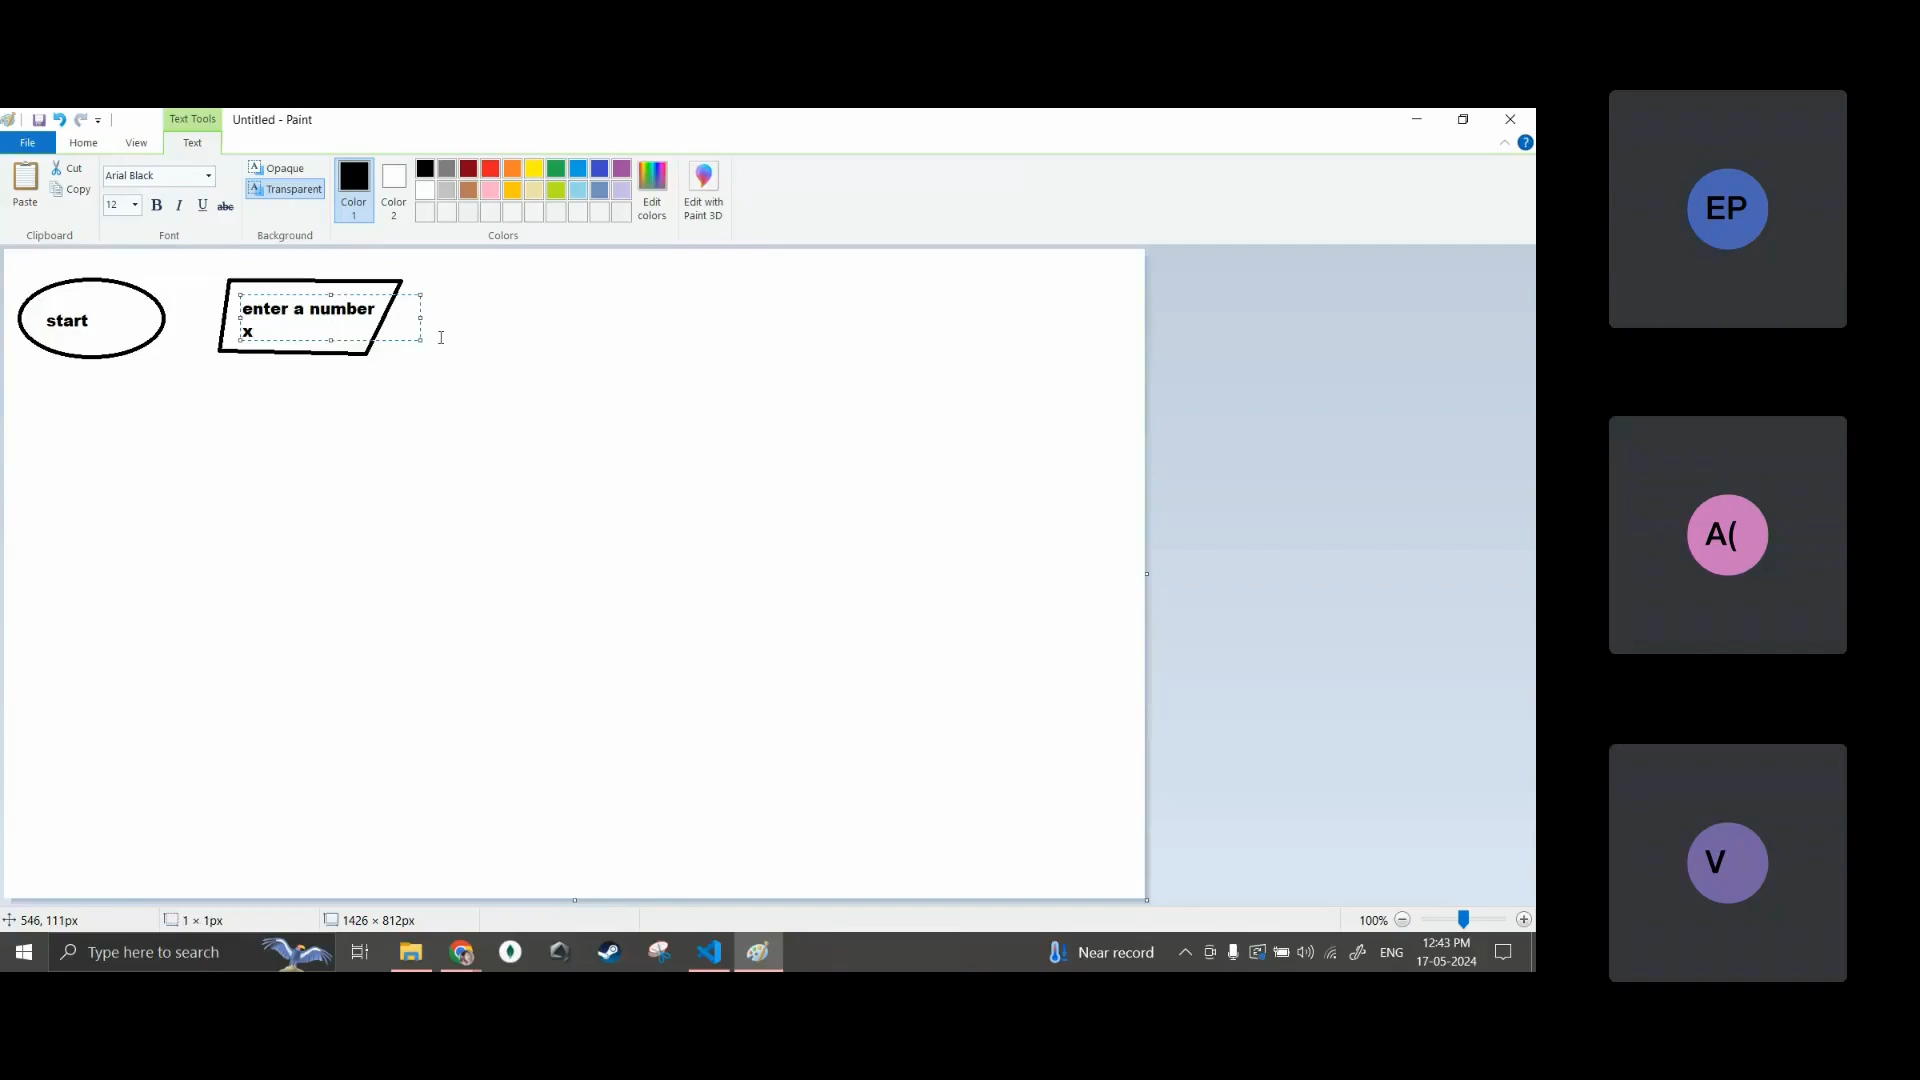 Text Tools
Untitled - Paint
File
Home
View
Text
Paste
Cut
Copy
Clipboard
Arial Black
12
B
I
U
abc
Font
A Opaque
A Transparent
Background
Color
1
Color
2
Edit
colors
Colors
Edit with
Paint 3D
start
enter a number
x
546, 111px
1 × 1px
1426 × 812px
100%
Type here to search
Near record
ENG
12:43 PM
17-05-2024
EP
A(
V